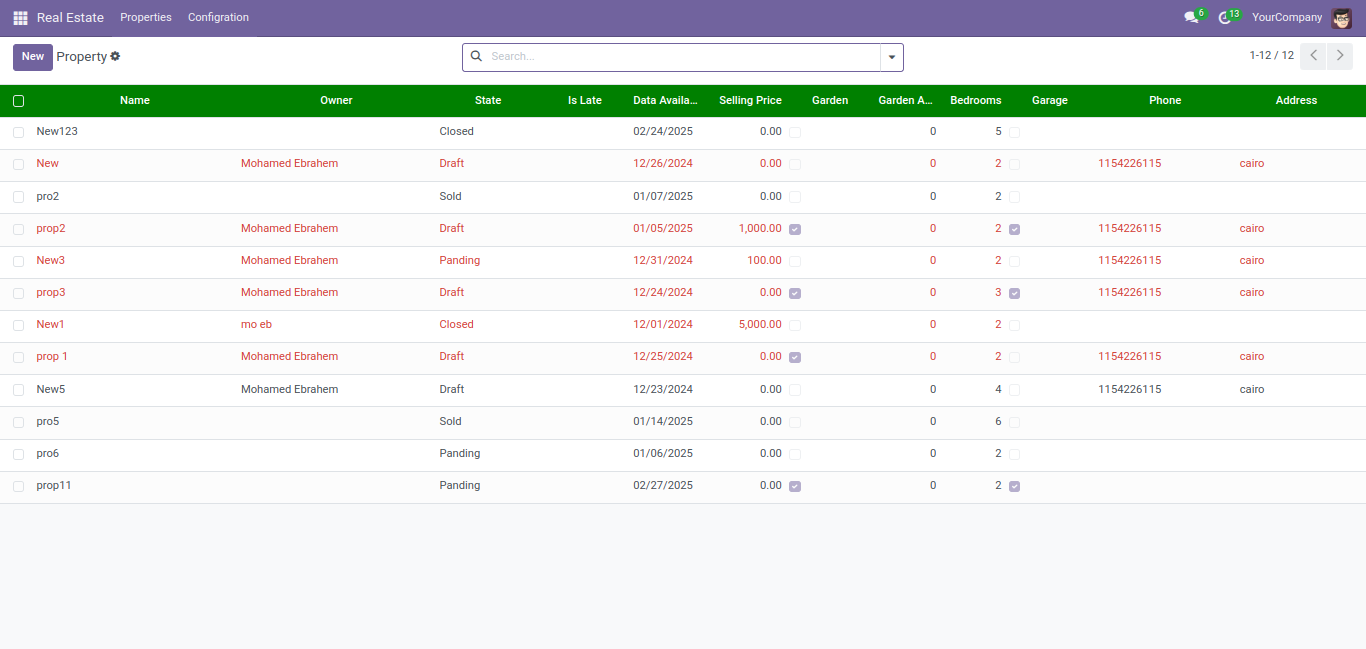 Real Estate Properties Configration 6 13 YourCompany
New Property Search... 1-12 / 12
Name Owner State Is Late Data Availa... Selling Price Garden Garden A... Bedrooms Garage Phone Address
New123 Closed 02/24/2025 0.00 0 5
New Mohamed Ebrahem Draft 12/26/2024 0.00 0 2 1154226115 cairo
pro2 Sold 01/07/2025 0.00 0 2
prop2 Mohamed Ebrahem Draft 01/05/2025 1,000.00 0 2 1154226115 cairo
New3 Mohamed Ebrahem Panding 12/31/2024 100.00 0 2 1154226115 cairo
prop3 Mohamed Ebrahem Draft 12/24/2024 0.00 0 3 1154226115 cairo
New1 mo eb Closed 12/01/2024 5,000.00 0 2
prop 1 Mohamed Ebrahem Draft 12/25/2024 0.00 0 2 1154226115 cairo
New5 Mohamed Ebrahem Draft 12/23/2024 0.00 0 4 1154226115 cairo
pro5 Sold 01/14/2025 0.00 0 6
pro6 Panding 01/06/2025 0.00 0 2
prop11 Panding 02/27/2025 0.00 0 2